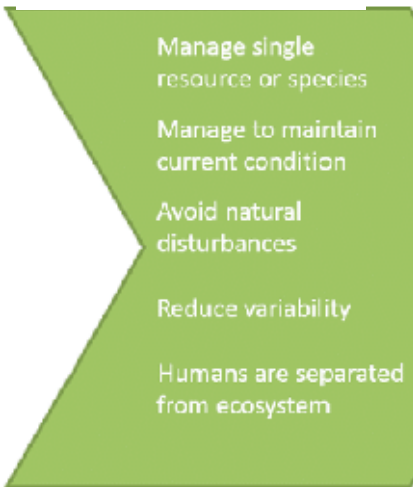 Manage single
resource or species
Manage to maintain
current condition
Avoid natural
disturbances
Reduce variability
Humans are separated
from ecosystem